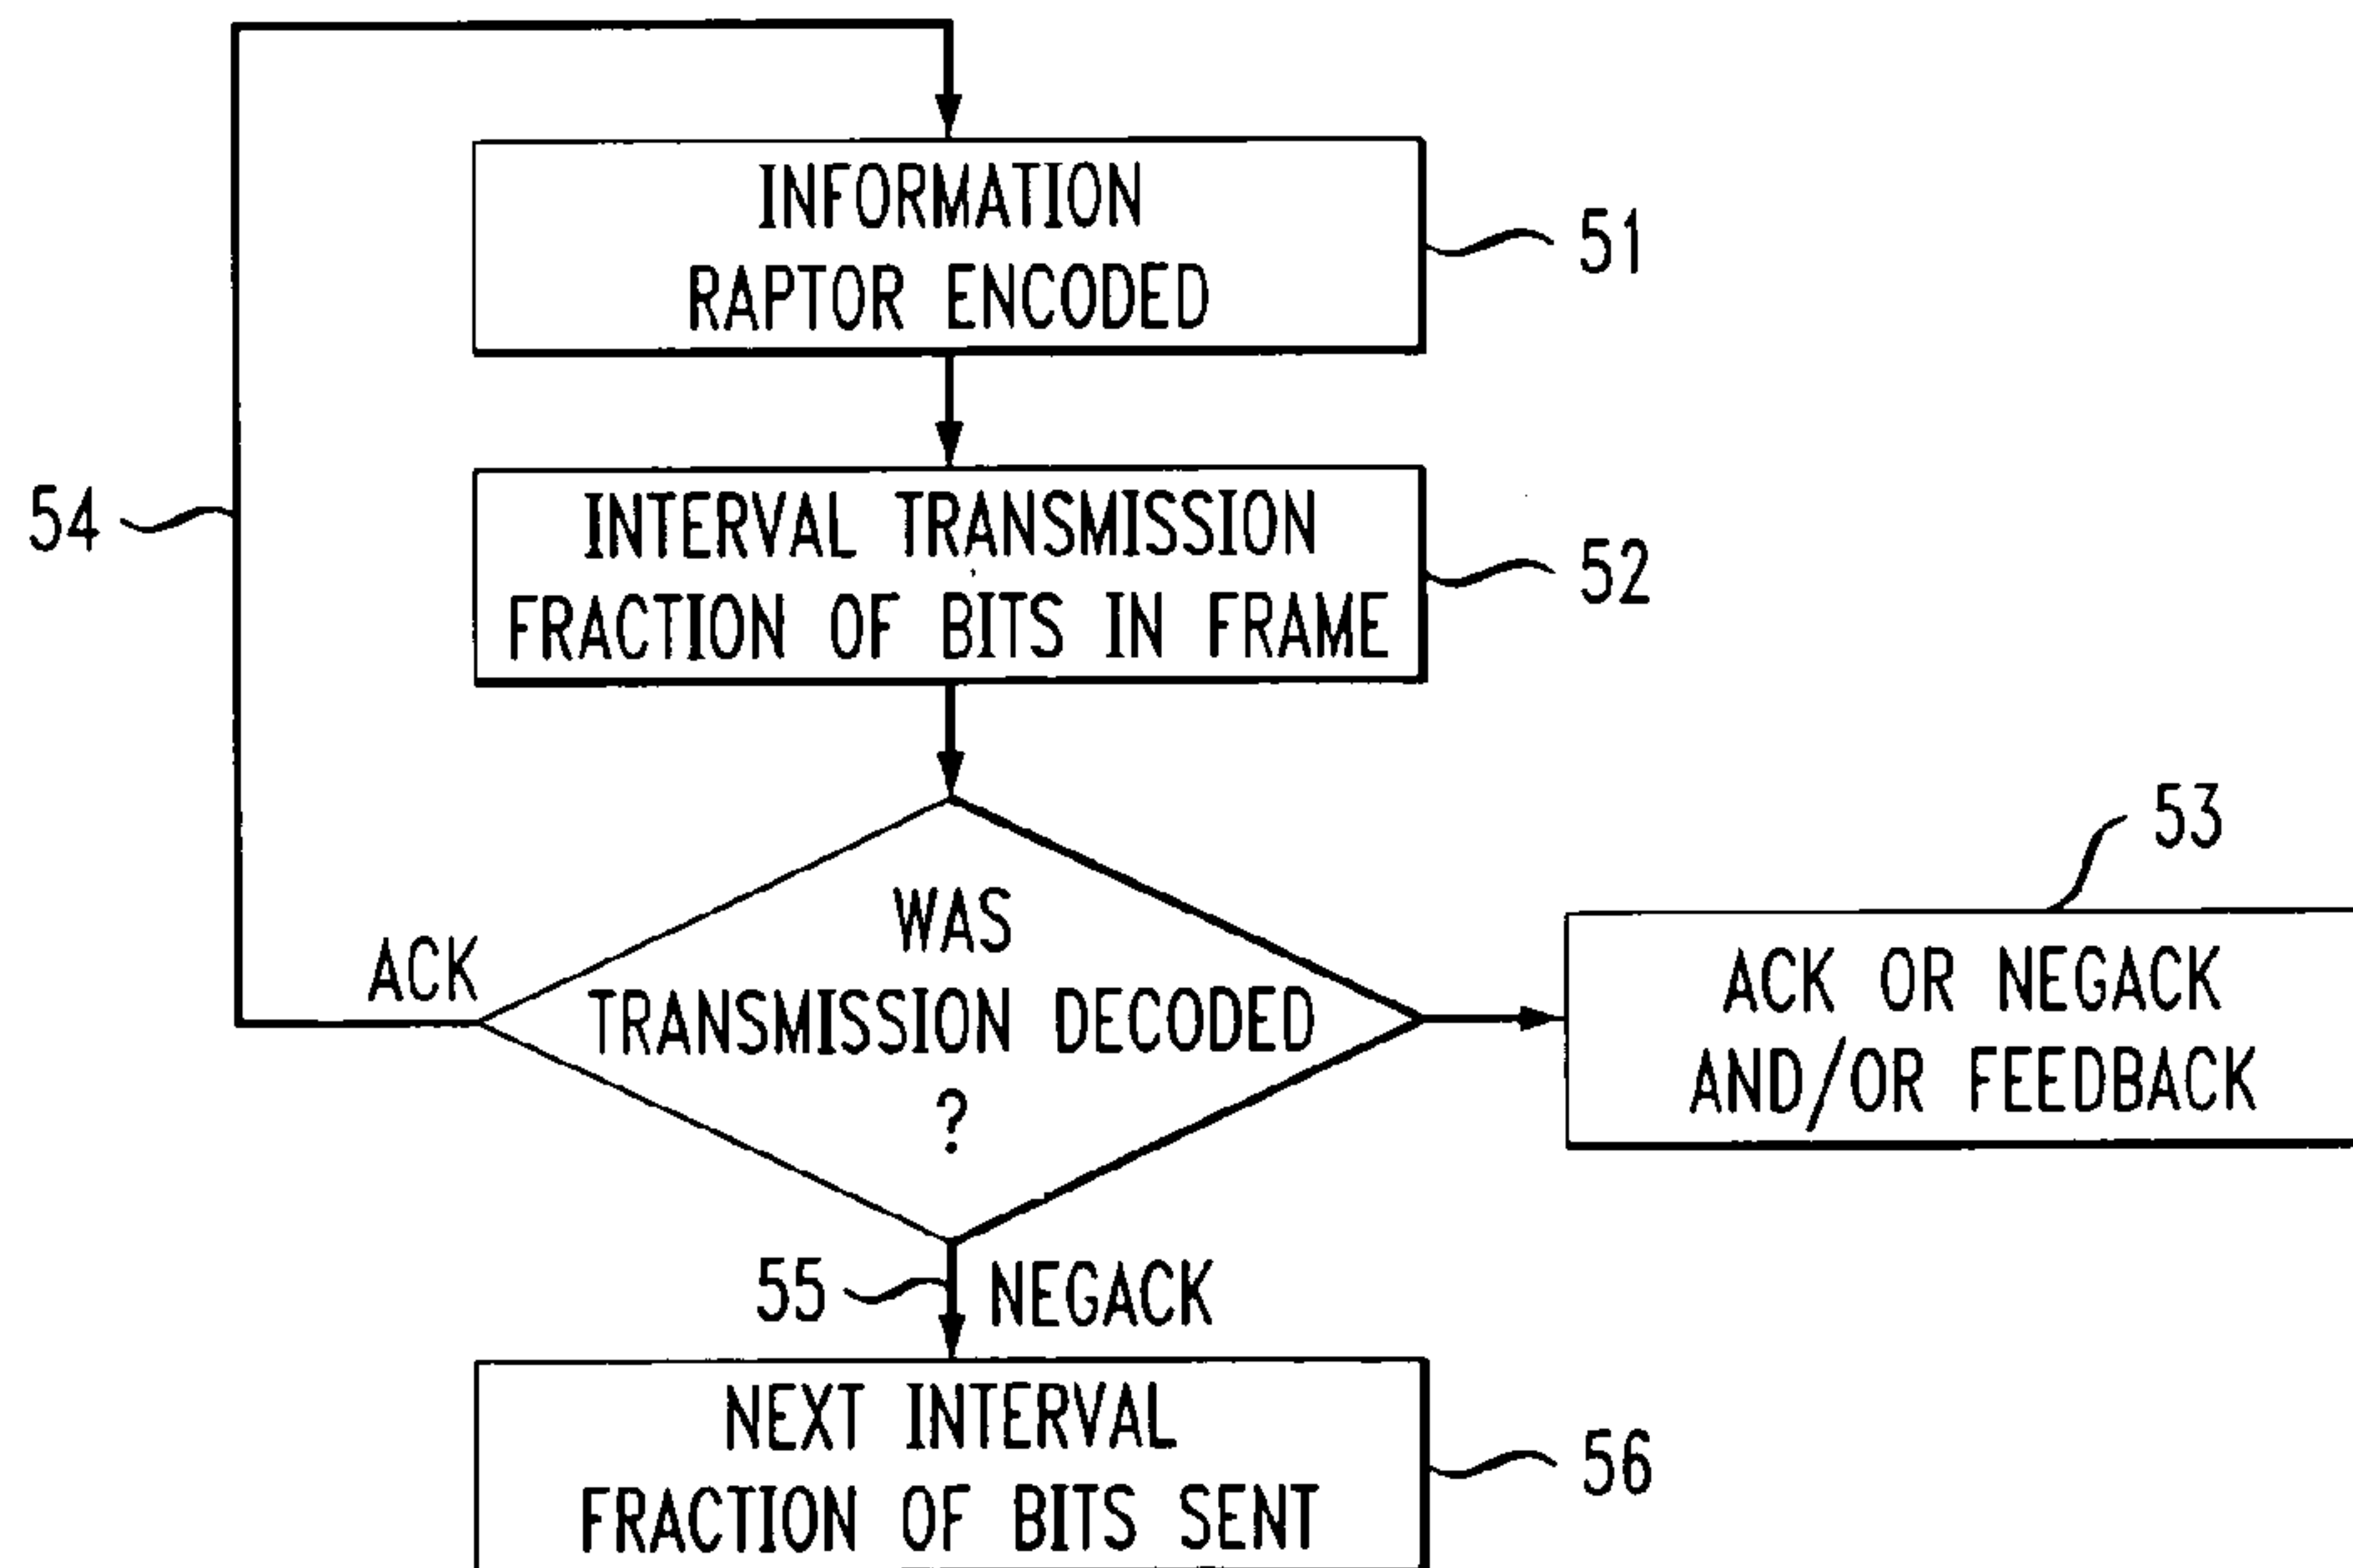 INFORMATION
RAPTOR ENCODED
51
INTERVAL TRANSMISSION
FRACTION OF BITS IN FRAME
52
54
WAS
TRANSMISSION DECODED
?
ACK
53
ACK OR NEGACK
AND/OR FEEDBACK
55
NEGACK
NEXT INTERVAL
FRACTION OF BITS SENT
56